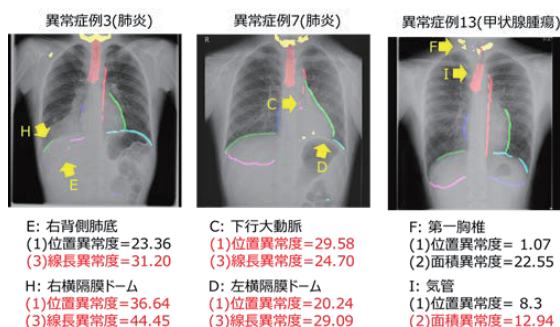 異常症例3(肺炎)
異常症例7(肺炎)
異常症例13(甲状腺腫瘍)
H
E
R
C
D
F
I
E: 右背側肺底
(1)位置異常度=23.36
(3)線長異常度=31.20
H: 右横隔膜ドーム
(1)位置異常度=36.64
(3)線長異常度=44.45
C: 下行大動脈
(1)位置異常度=29.58
(3)線長異常度=24.70
D: 左横隔膜ドーム
(1)位置異常度=20.24
(3)線長異常度=29.09
F: 第一胸椎
(1)位置異常度= 1.07
(2)面積異常度=22.55
I: 気管
(1)位置異常度= 8.3
(2)面積異常度=12.94